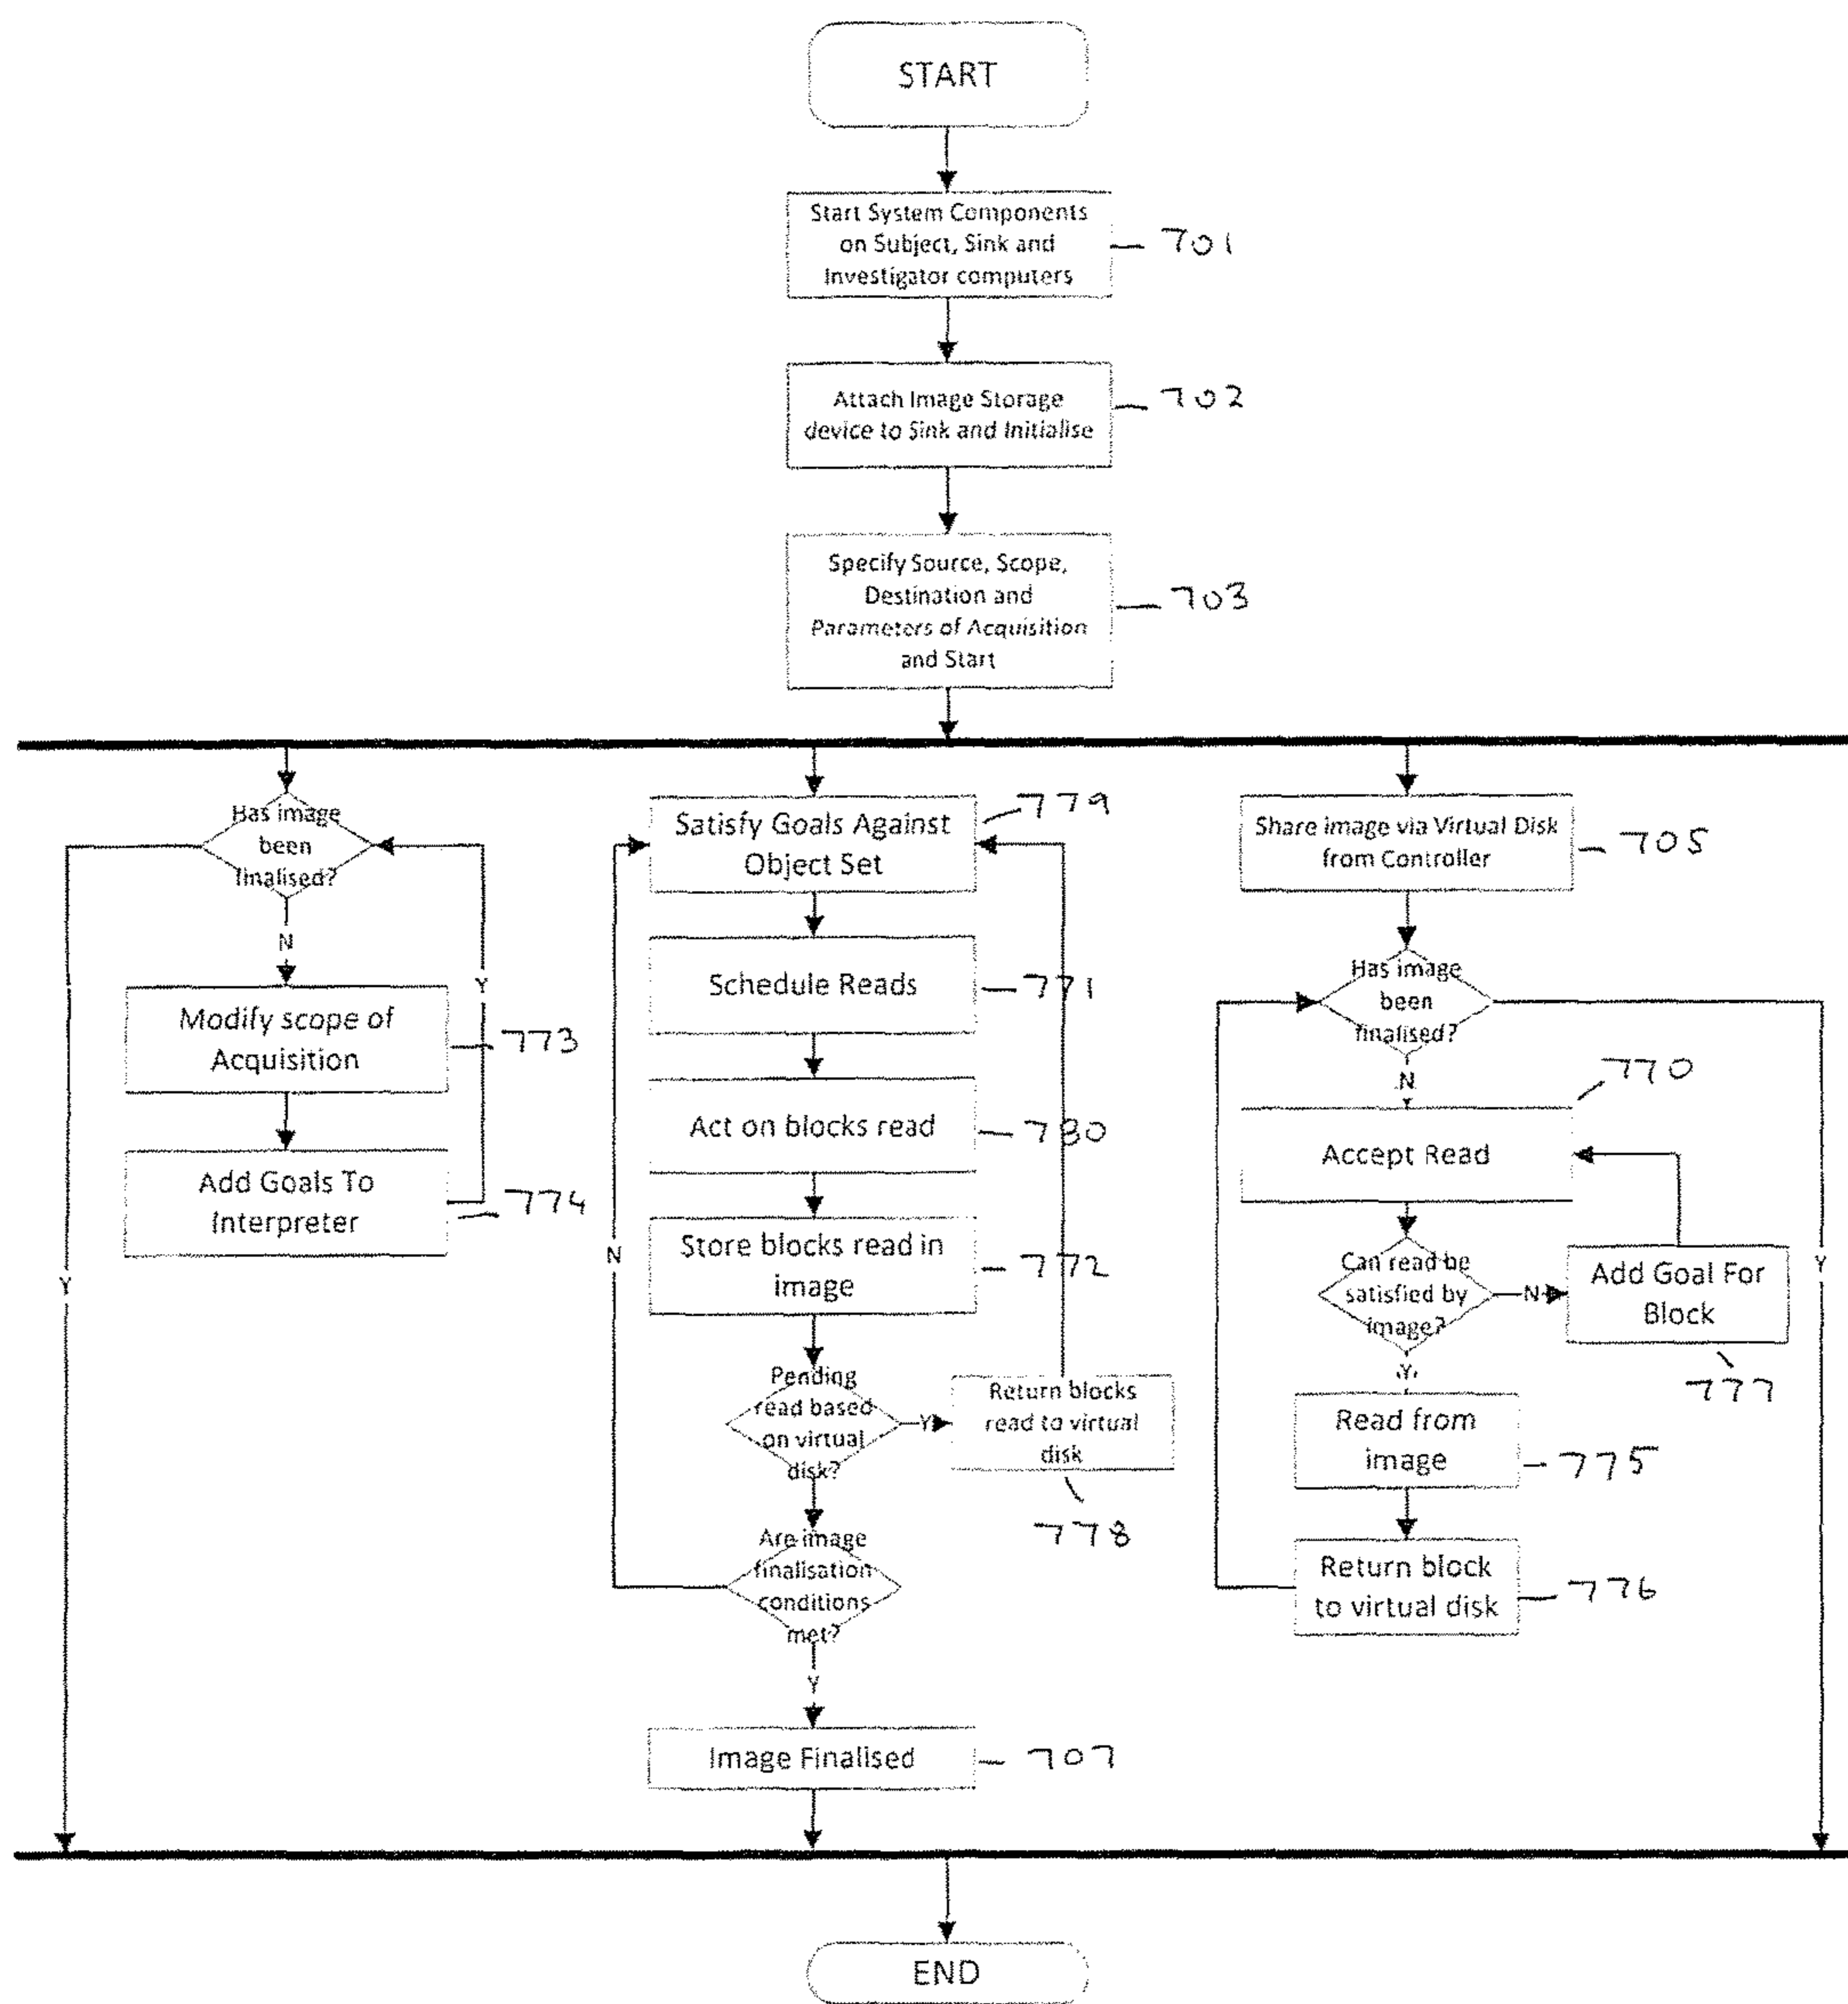 START
Start System Components
on Subject, Sink and
Investigator computers
701
Attach Image Storage
device to Sink and Initialise
702
Specify Source, Scope,
Destination and
Parameters of Acquisition
and Start
703
Has image
been
finalised?
Y
N
Modify scope of
Acquisition
773
Add Goals To
Interpreter
774
Y
Satisfy Goals Against
Object Set
779
Schedule Reads
771
Act on blocks read
780
Store blocks read in
image
772
N
Pending
read based
on virtual
disk?
Y
Return blocks
read to virtual
disk
778
Are image
finalisation
conditions
met?
Y
Image Finalised
707
Share image via Virtual Disk
from Controller
705
Has image
been
finalised?
N
Y
770
Accept Read
Can read be
satisfied by
image?
N
Add Goal For
Block
777
Y
Read from
image
775
Return block
to virtual disk
776
END